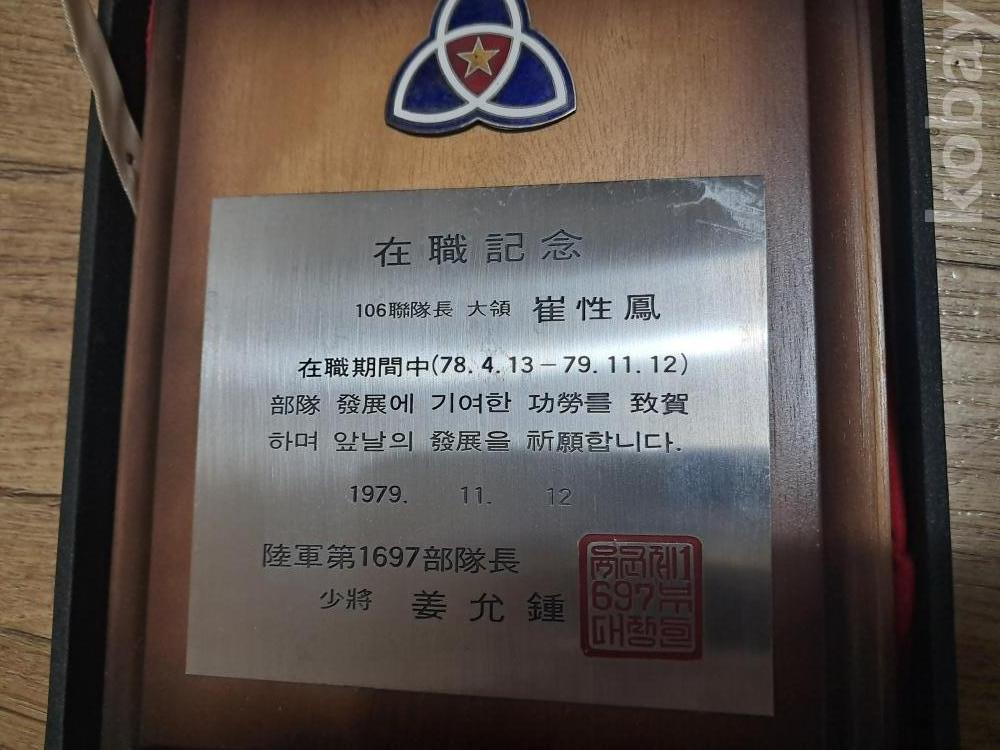 在職記念
106聯隊長 大領 崔性鳳
在職期間中(78. 4. 13 - 79. 11. 12)
部隊 發展에 기여한 功勞를 致賀
하며 앞날의 發展을 祈願합니다.
1979. 11. 12
陸軍第1697部隊長
少將 姜允鍾
육군제1
697부
대장인
kobay